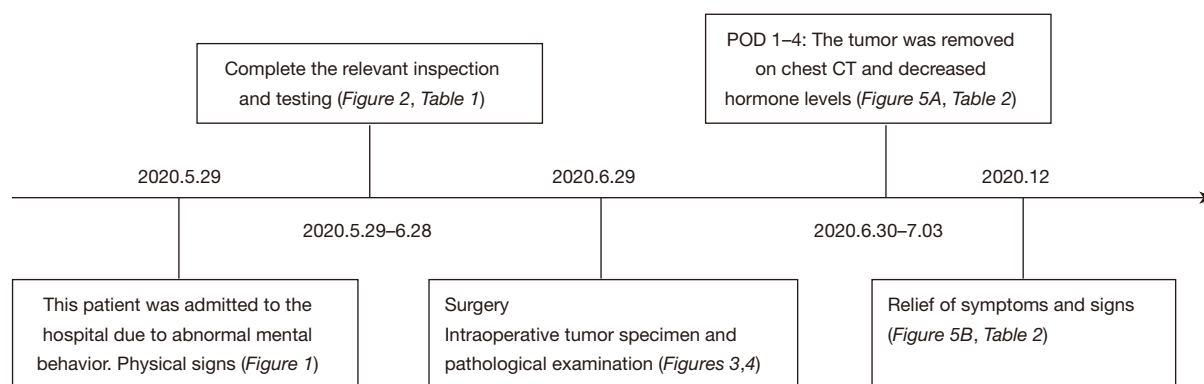 Complete the relevant inspection
and testing (Figure 2, Table 1)
POD 1–4: The tumor was removed
on chest CT and decreased
hormone levels (Figure 5A, Table 2)
2020.5.29
2020.6.29
2020.12
2020.5.29–6.28
2020.6.30–7.03
This patient was admitted to the
hospital due to abnormal mental
behavior. Physical signs (Figure 1)
Surgery
Intraoperative tumor specimen and
pathological examination (Figures 3,4)
Relief of symptoms and signs
(Figure 5B, Table 2)